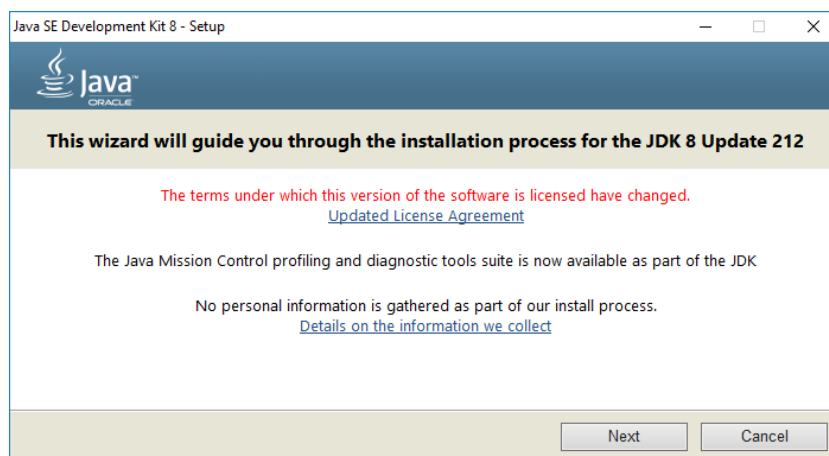 Java SE Development Kit 8 - Setup
Java™
ORACLE
This wizard will guide you through the installation process for the JDK 8 Update 212
The terms under which this version of the software is licensed have changed.
Updated License Agreement
The Java Mission Control profiling and diagnostic tools suite is now available as part of the JDK
No personal information is gathered as part of our install process.
Details on the information we collect
Next Cancel